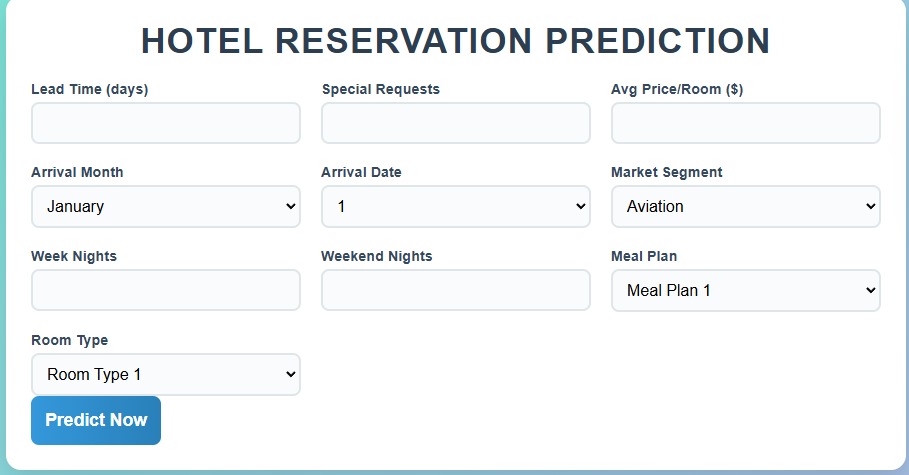 HOTEL RESERVATION PREDICTION
Lead Time (days) Special Requests Avg Price/Room ($)
Arrival Month Arrival Date Market Segment
January 1 Aviation
Week Nights Weekend Nights Meal Plan
Meal Plan 1
Room Type
Room Type 1
Predict Now